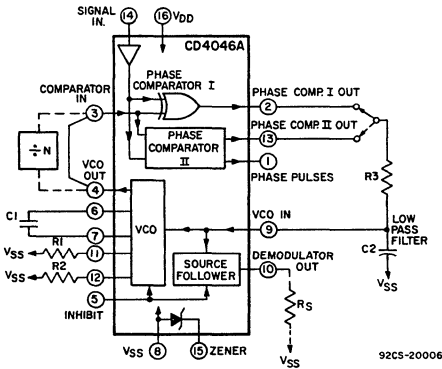 SIGNAL
IN.
14
16 VDD
CD4046A
COMPARATOR
IN
3
PHASE
COMPARATOR I
PHASE COMP. I OUT
2
PHASE COMP. II OUT
13
PHASE
COMPARATOR
II
1
PHASE PULSES
÷N
R3
VCO
OUT
4
6
C1
7
VCO
VCO IN
9
LOW
PASS
FILTER
C2
VSS
VSS
R1
11
VSS
R2
12
SOURCE
FOLLOWER
DEMODULATOR
OUT
10
5
INHIBIT
RS
VSS
VSS
8
15 ZENER
92CS-20006